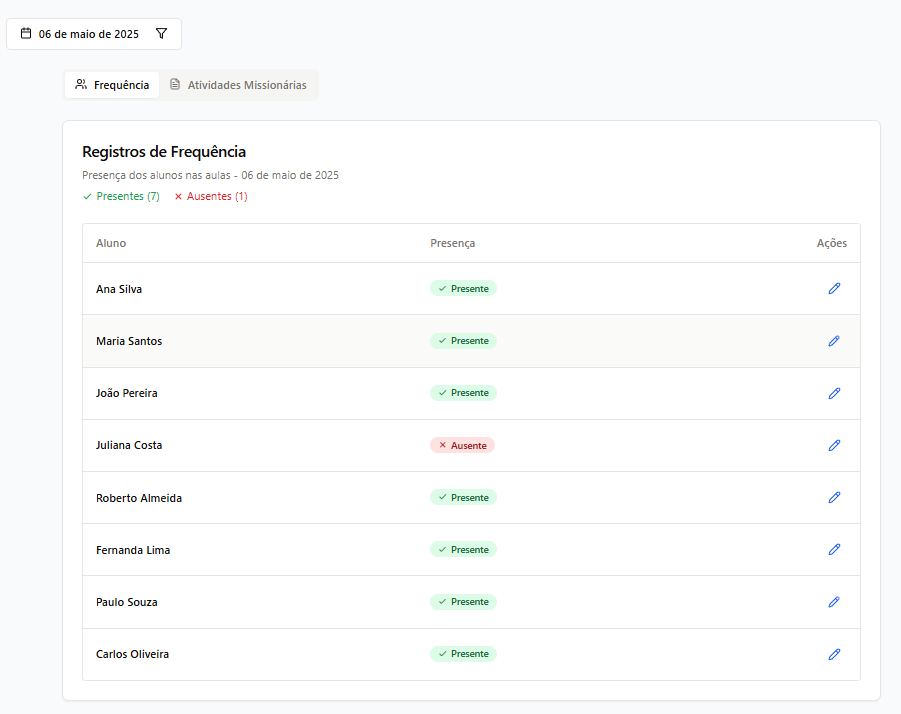 06 de maio de 2025
Frequência Atividades Missionárias
Registros de Frequência
Presença dos alunos nas aulas - 06 de maio de 2025
Presentes (7) Ausentes (1)
Aluno Presença Ações
Ana Silva Presente
Maria Santos Presente
João Pereira Presente
Juliana Costa Ausente
Roberto Almeida Presente
Fernanda Lima Presente
Paulo Souza Presente
Carlos Oliveira Presente